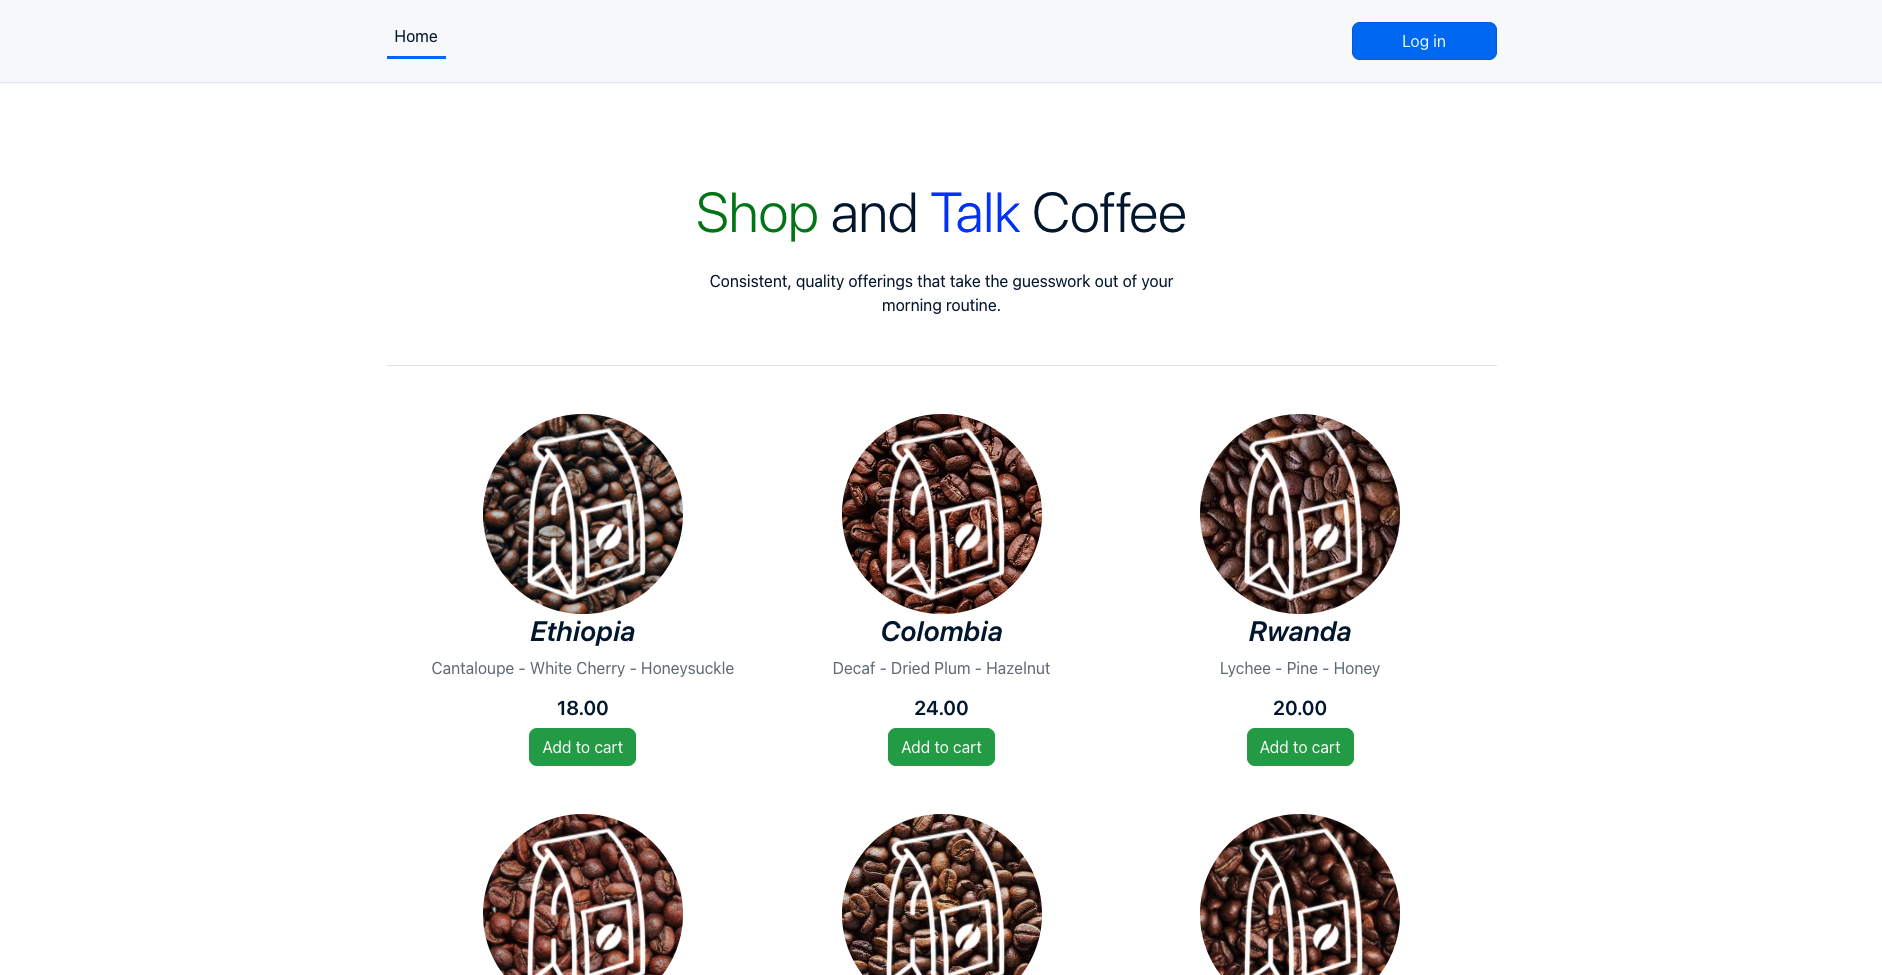 Home
Log in
Shop and Talk Coffee
Consistent, quality offerings that take the guesswork out of your
morning routine.
Ethiopia
Cantaloupe - White Cherry - Honeysuckle
18.00
Add to cart
Colombia
Decaf - Dried Plum - Hazelnut
24.00
Add to cart
Rwanda
Lychee - Pine - Honey
20.00
Add to cart